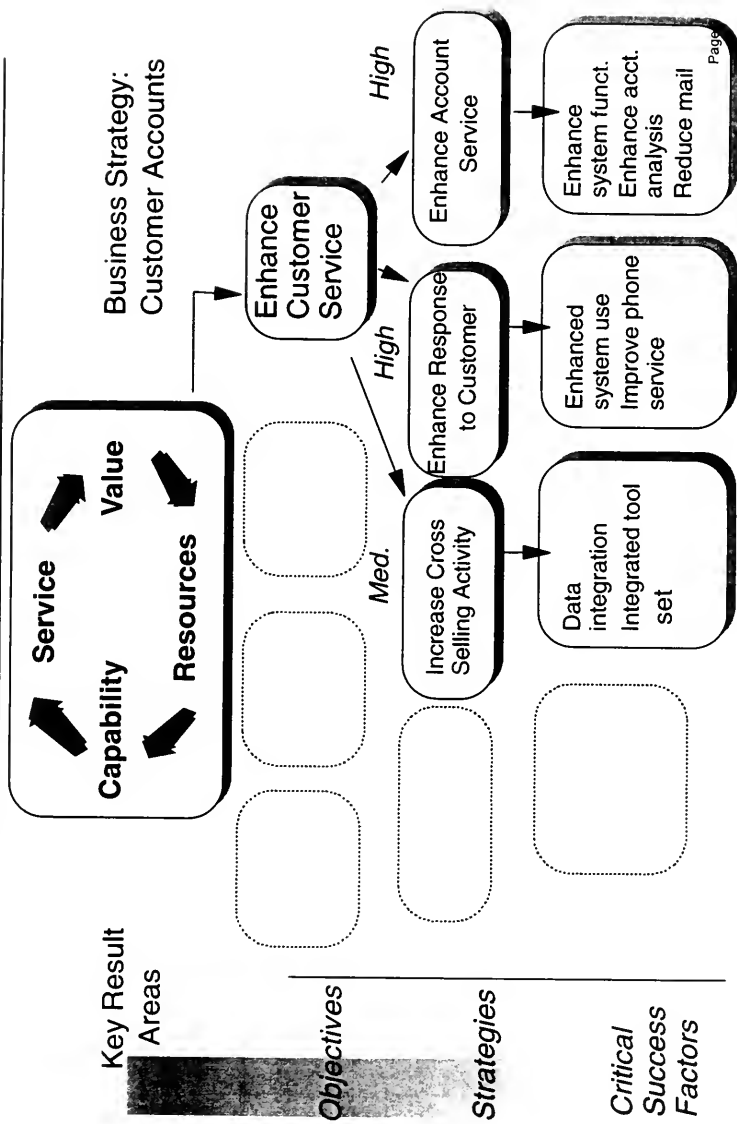 Key Result
Areas
Service
Capability
Value
Resources
Business Strategy:
Customer Accounts
Objectives
Enhance
Customer
Service
Strategies
Med.
Increase Cross
Selling Activity
High
Enhance Response
to Customer
High
Enhance Account
Service
Critical
Success
Factors
Data
integration
Integrated tool
set
Enhanced
system use
Improve phone
service
Enhance
system funct.
Enhance acct.
analysis
Reduce mail
Page